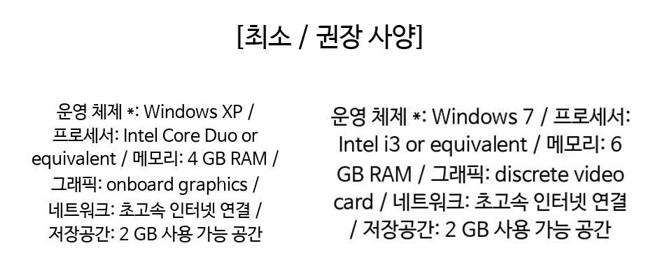 [최소 / 권장 사양]
운영 체제 *: Windows XP /
프로세서: Intel Core Duo or
equivalent / 메모리: 4 GB RAM /
그래픽: onboard graphics /
네트워크: 초고속 인터넷 연결 /
저장공간: 2 GB 사용 가능 공간
운영 체제 *: Windows 7 / 프로세서:
Intel i3 or equivalent / 메모리: 6
GB RAM / 그래픽: discrete video
card / 네트워크: 초고속 인터넷 연결
/ 저장공간: 2 GB 사용 가능 공간